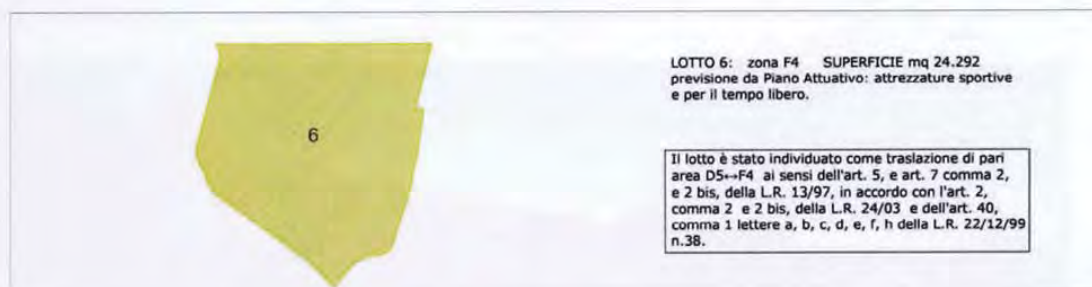 6
LOTTO 6: zona F4 SUPERFICIE mq 24.292
previsione da Piano Attuativo: attrezzature sportive
e per il tempo libero.
Il lotto è stato individuato come traslazione di pari
area D5↔F4 ai sensi dell'art. 5, e art. 7 comma 2,
e 2 bis, della L.R. 13/97, in accordo con l'art. 2,
comma 2 e 2 bis, della L.R. 24/03 e dell'art. 40,
comma 1 lettere a, b, c, d, e, f, h della L.R. 22/12/99
n.38.